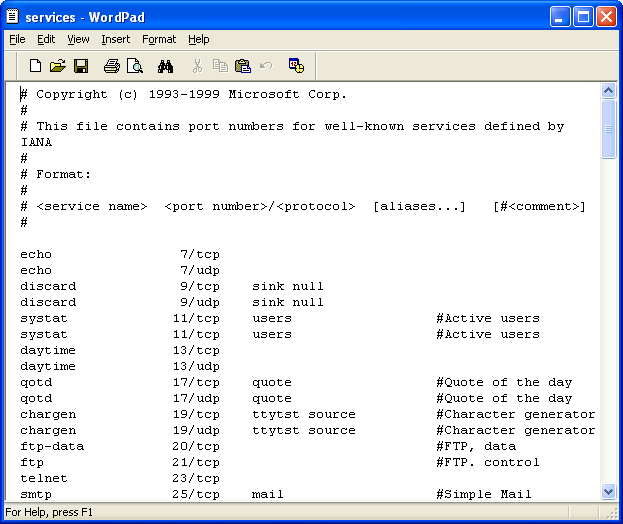 services - WordPad
File Edit View Insert Format Help
# Copyright (c) 1993-1999 Microsoft Corp.
#
# This file contains port numbers for well-known services defined by
IANA
#
# Format:
#
# <service name>  <port number>/<protocol>  [aliases...]   [#<comment>]
#
echo                7/tcp
echo                7/udp
discard             9/tcp    sink null
discard             9/udp    sink null
systat             11/tcp    users                  #Active users
systat             11/tcp    users                  #Active users
daytime            13/tcp
daytime            13/udp
qotd               17/tcp    quote                  #Quote of the day
qotd               17/udp    quote                  #Quote of the day
chargen            19/tcp    ttytst source          #Character generator
chargen            19/udp    ttytst source          #Character generator
ftp-data           20/tcp                           #FTP, data
ftp                21/tcp                           #FTP. control
telnet             23/tcp
smtp               25/tcp    mail                   #Simple Mail
For Help, press F1